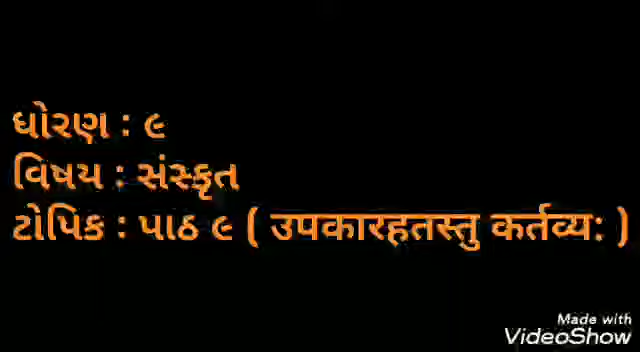 ધોરણ : ૯
વિષય : સંસ્કૃત
ટોપિક : પાઠ ૯ ( उपकारहतस्तु कर्तव्य: )
Made with
VideoShow